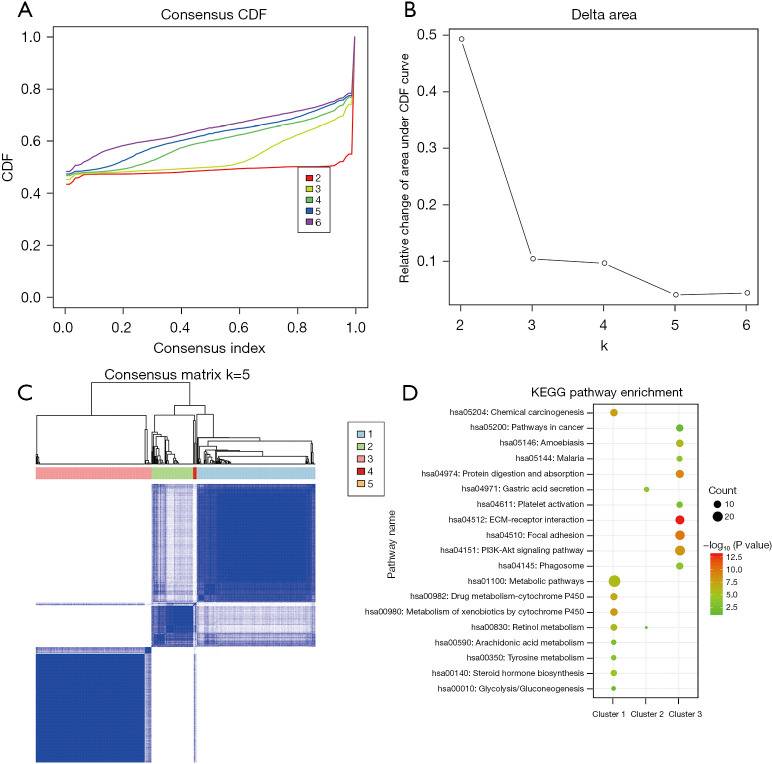 A
Consensus CDF
1.0
0.8
0.6
0.4
0.2
0.0
CDF
2
3
4
5
6
0.0 0.2 0.4 0.6 0.8 1.0
Consensus index
B
Delta area
0.5
0.4
0.3
0.2
0.1
Relative change of area under CDF curve
2 3 4 5 6
k
C
Consensus matrix k=5
1
2
3
4
5
D
KEGG pathway enrichment
Pathway name
hsa05204: Chemical carcinogenesis
hsa05200: Pathways in cancer
hsa05146: Amoebiasis
hsa05144: Malaria
hsa04974: Protein digestion and absorption
hsa04971: Gastric acid secretion
hsa04611: Platelet activation
hsa04512: ECM-receptor interaction
hsa04510: Focal adhesion
hsa04151: PI3K-Akt signaling pathway
hsa04145: Phagosome
hsa01100: Metabolic pathways
hsa00982: Drug metabolism-cytochrome P450
hsa00980: Metabolism of xenobiotics by cytochrome P450
hsa00830: Retinol metabolism
hsa00590: Arachidonic acid metabolism
hsa00350: Tyrosine metabolism
hsa00140: Steroid hormone biosynthesis
hsa00010: Glycolysis/Gluconeogenesis
Cluster 1 Cluster 2 Cluster 3
Count
10
20
–log₁₀ (P value)
12.5
10.0
7.5
5.0
2.5